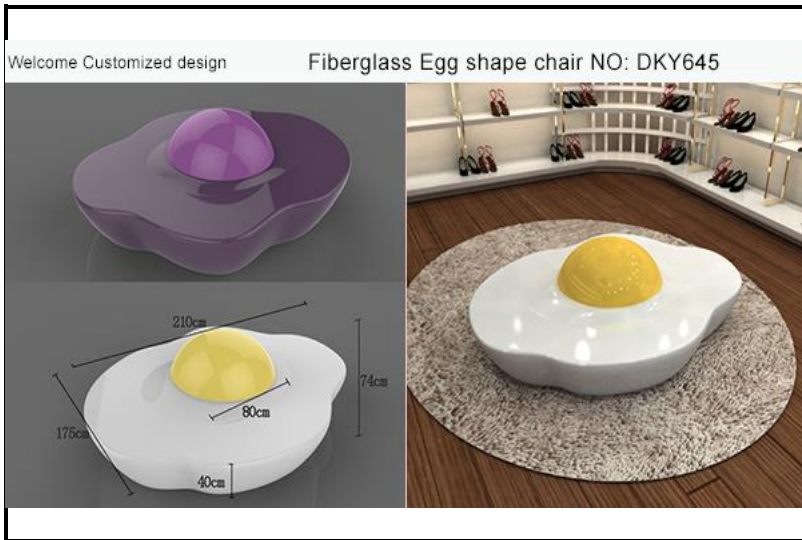 Welcome Customized design
Fiberglass Egg shape chair NO: DKY645
210cm
74cm
80cm
175cm
40cm